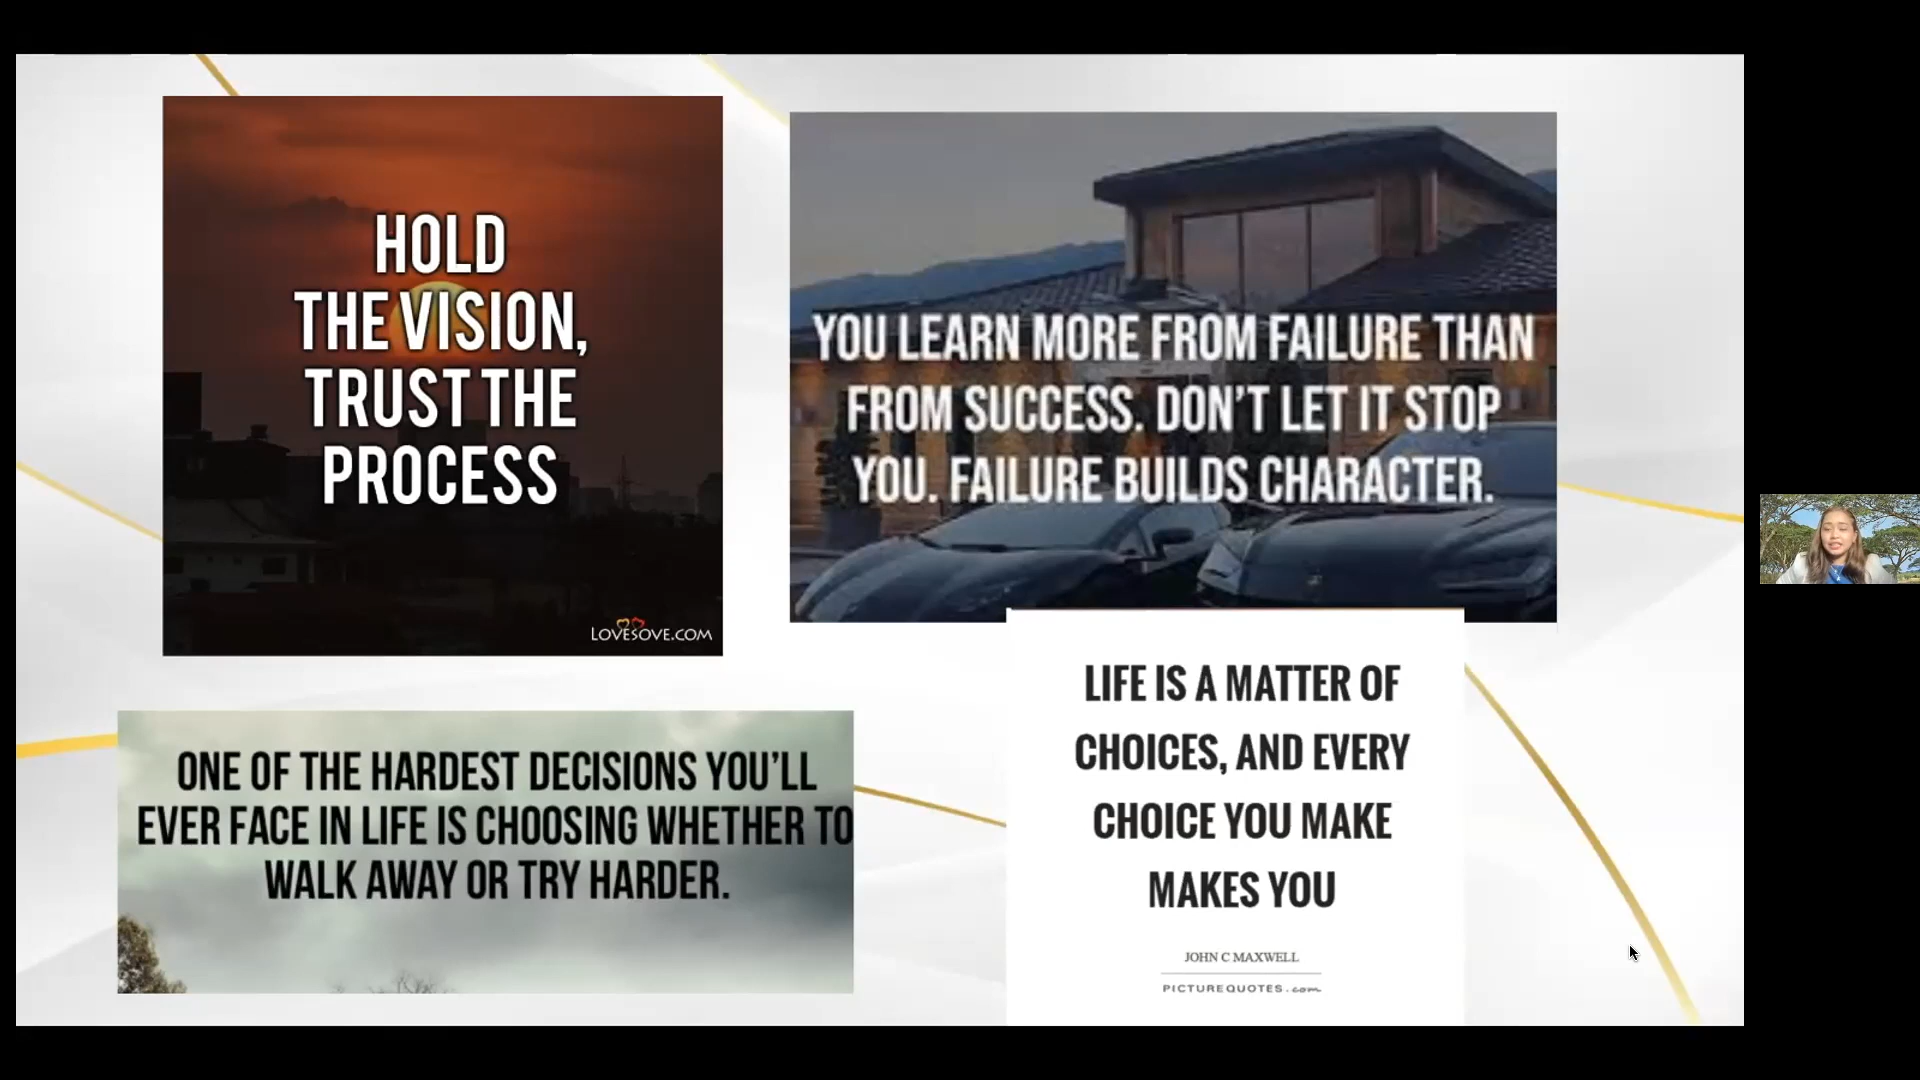 HOLD
THE VISION,
TRUST THE
PROCESS
LOVESOVE.COM
YOU LEARN MORE FROM FAILURE THAN
FROM SUCCESS. DON'T LET IT STOP
YOU. FAILURE BUILDS CHARACTER.
ONE OF THE HARDEST DECISIONS YOU'LL
EVER FACE IN LIFE IS CHOOSING WHETHER TO
WALK AWAY OR TRY HARDER.
LIFE IS A MATTER OF
CHOICES, AND EVERY
CHOICE YOU MAKE
MAKES YOU
JOHN C MAXWELL
PICTUREQUOTES.com